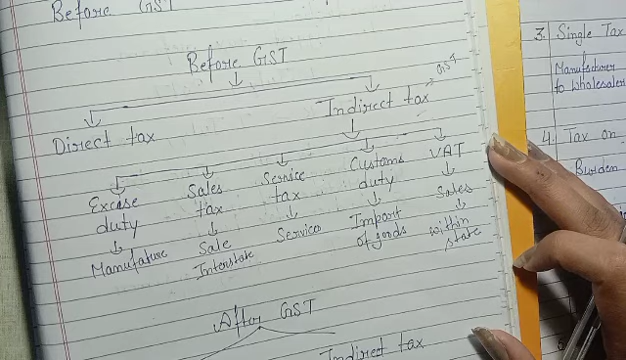 Before GST
Before GST
GST
Direct tax
Indirect tax
Excise duty
Manufature
Sales tax
Sale Interstate
Service tax
Service
Customs duty
Import of goods
VAT
Sales within state
After GST
Indirect tax
3. Single Tax
Manufacturer
to wholesaler
4. Tax on
Burden